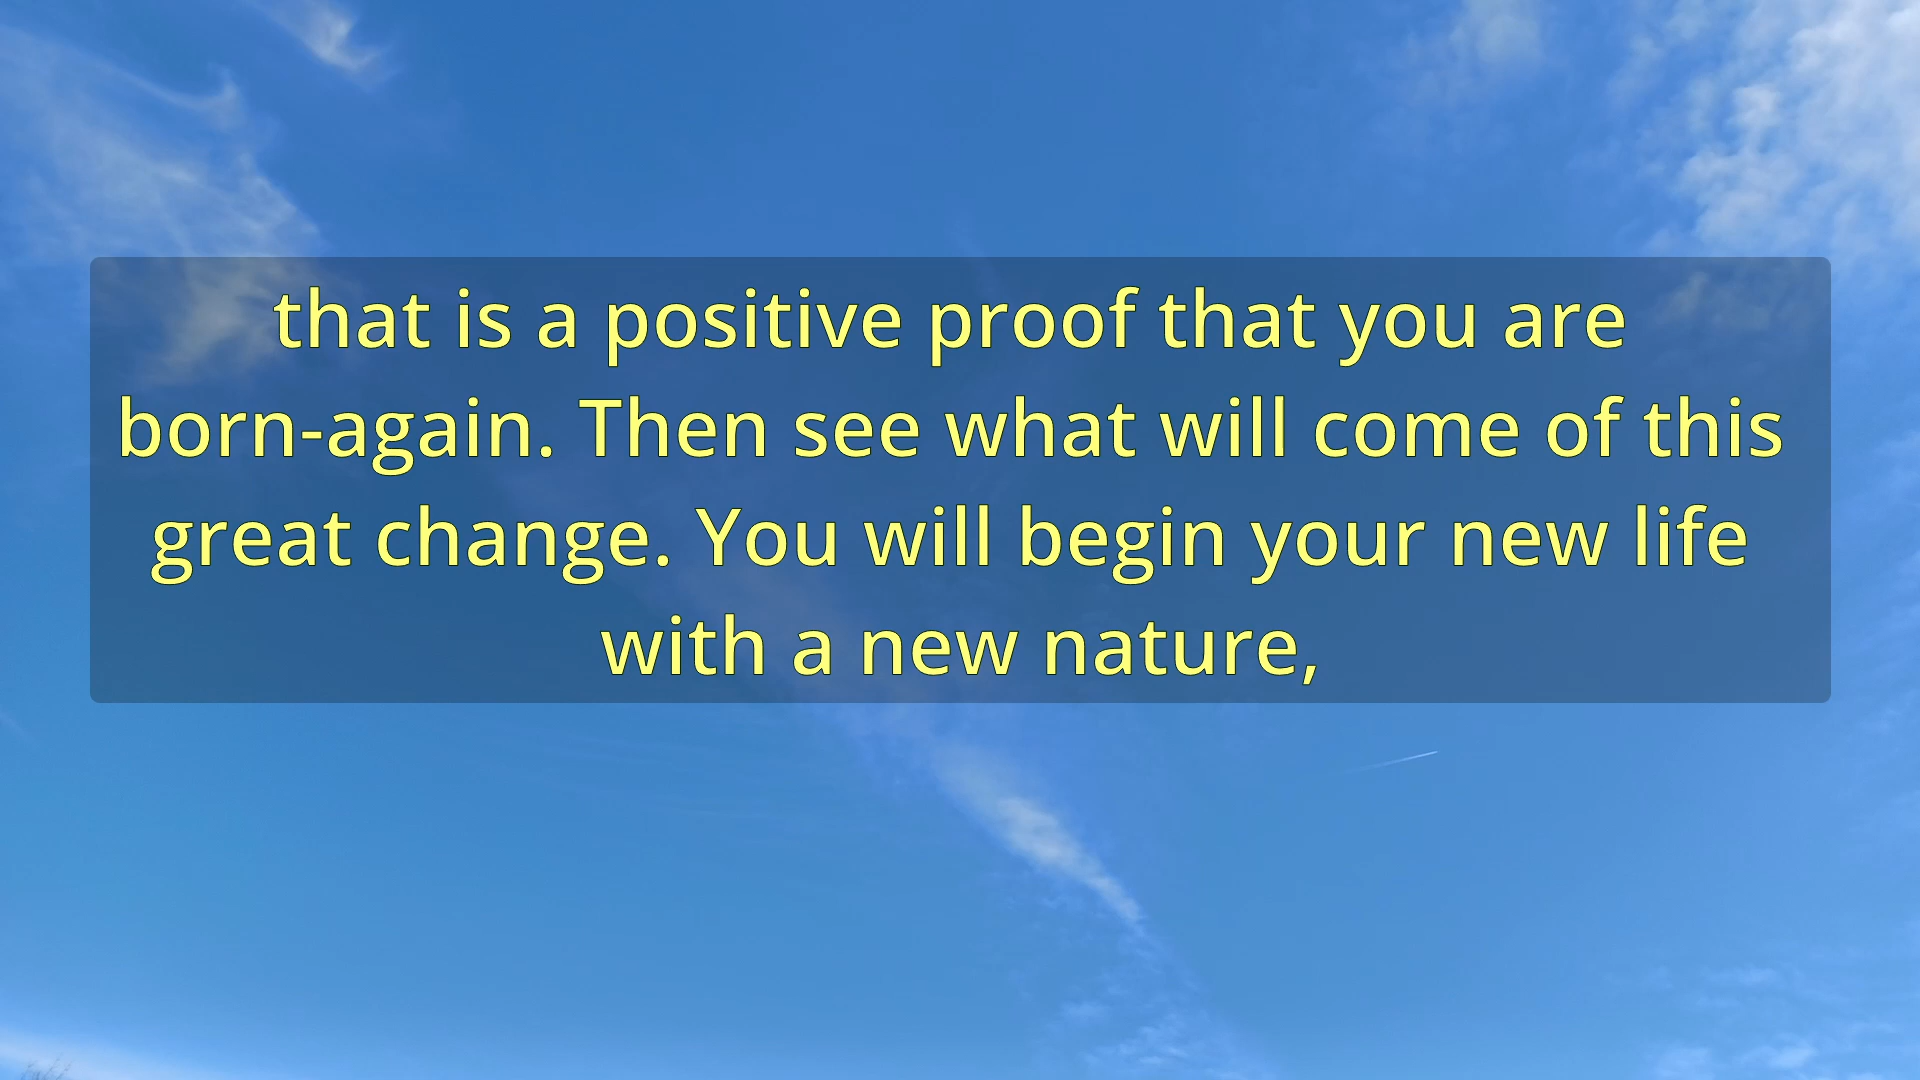 that is a positive proof that you are
born-again. Then see what will come of this
great change. You will begin your new life
with a new nature,